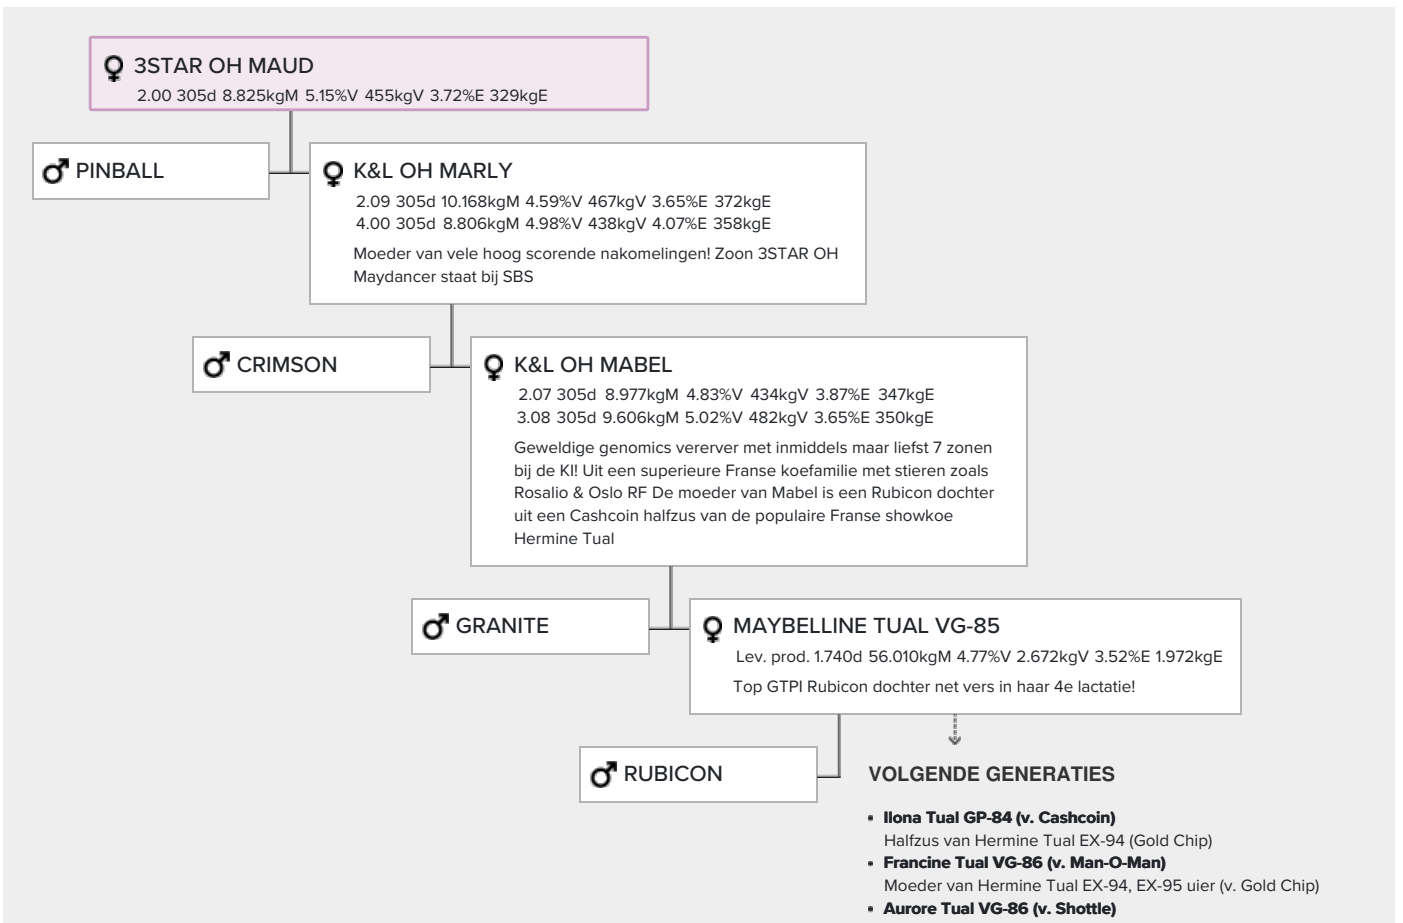 3STAR OH MAUD
2.00 305d 8.825kgM 5.15%V 455kgV 3.72%E 329kgE
PINBALL
K&L OH MARLY
2.09 305d 10.168kgM 4.59%V 467kgV 3.65%E 372kgE
4.00 305d 8.806kgM 4.98%V 438kgV 4.07%E 358kgE
Moeder van vele hoog scorende nakomelingen! Zoon 3STAR OH
Maydancer staat bij SBS
CRIMSON
K&L OH MABEL
2.07 305d 8.977kgM 4.83%V 434kgV 3.87%E 347kgE
3.08 305d 9.606kgM 5.02%V 482kgV 3.65%E 350kgE
Geweldige genomics vererver met inmiddels maar liefst 7 zonen
bij de KI! Uit een superieure Franse koefamilie met stieren zoals
Rosalio & Oslo RF De moeder van Mabel is een Rubicon dochter
uit een Cashcoin halfzus van de populaire Franse showkoe
Hermine Tual
GRANITE
MAYBELLINE TUAL VG-85
Lev. prod. 1.740d 56.010kgM 4.77%V 2.672kgV 3.52%E 1.972kgE
Top GTPI Rubicon dochter net vers in haar 4e lactatie!
RUBICON
VOLGENDE GENERATIES
• Ilona Tual GP-84 (v. Cashcoin)
Halfzus van Hermine Tual EX-94 (Gold Chip)
• Francine Tual VG-86 (v. Man-O-Man)
Moeder van Hermine Tual EX-94, EX-95 uier (v. Gold Chip)
• Aurore Tual VG-86 (v. Shottle)